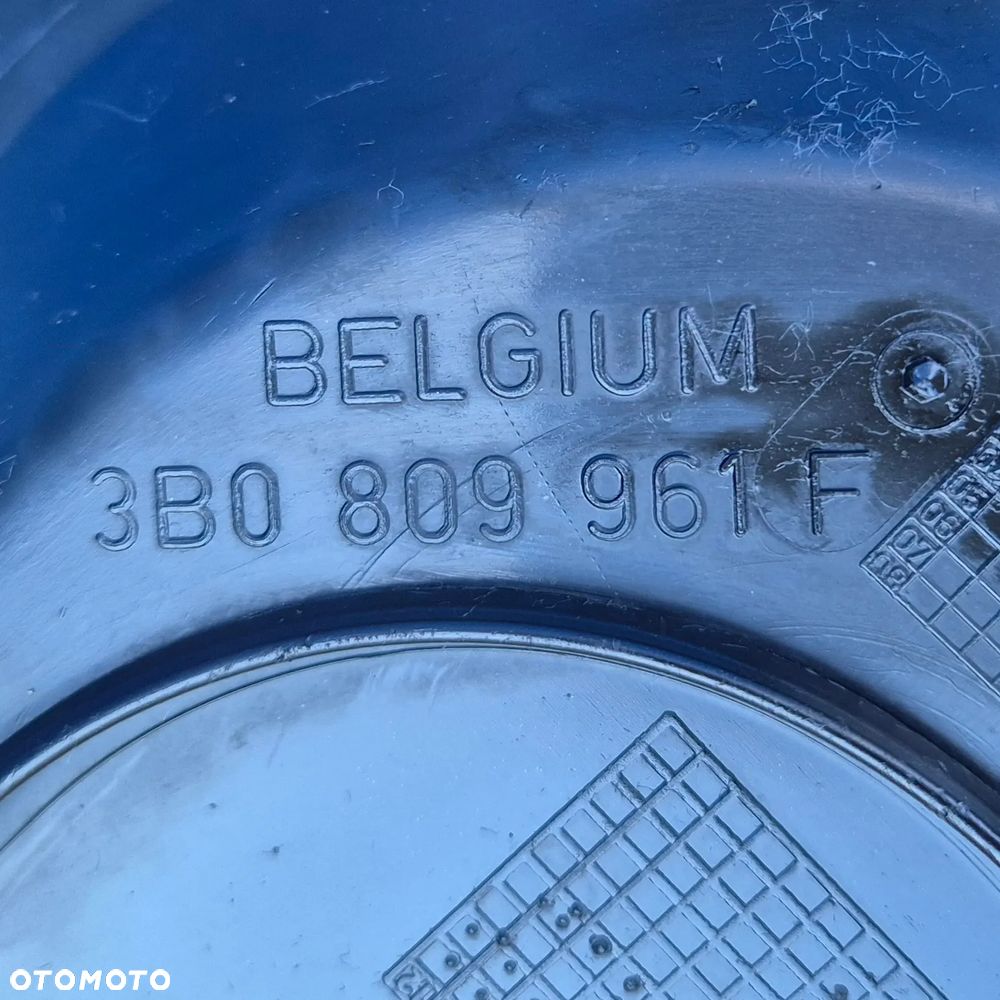 BELGIUM
3B0 809 961 F
OTOMOTO